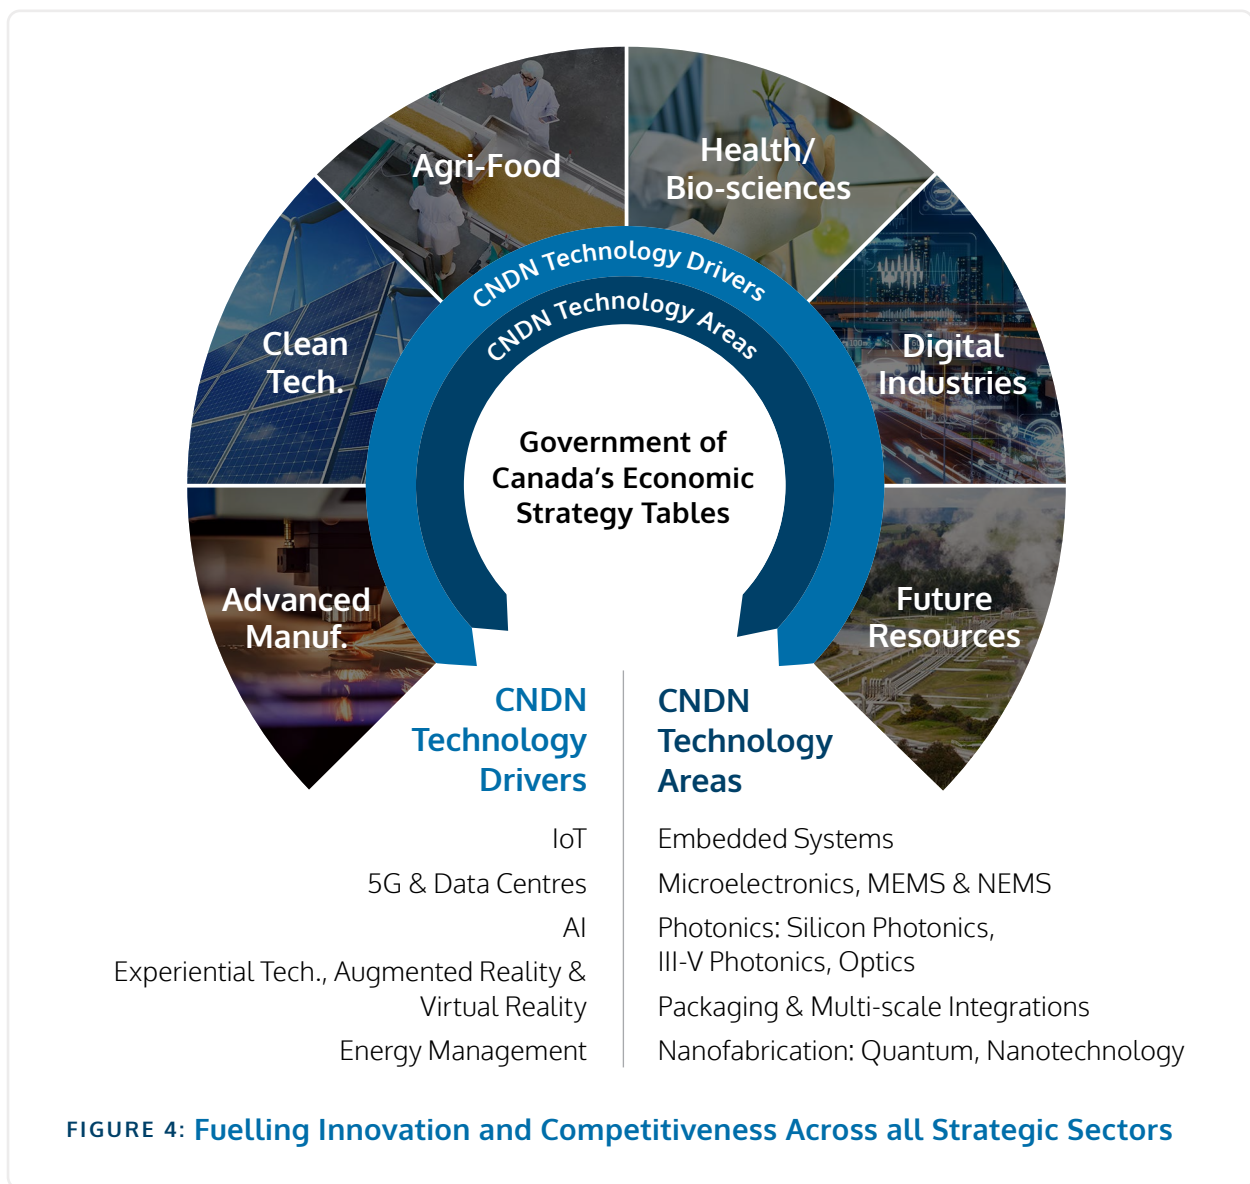 Agri-Food
Health/
Bio-sciences
Clean
Tech.
Digital
Industries
Advanced
Manuf.
Future
Resources
CNDN Technology Drivers
CNDN Technology Areas
Government of
Canada’s Economic
Strategy Tables
CNDN
Technology
Drivers
IoT
5G & Data Centres
AI
Experiential Tech., Augmented Reality &
Virtual Reality
Energy Management
CNDN
Technology
Areas
Embedded Systems
Microelectronics, MEMS & NEMS
Photonics: Silicon Photonics,
III-V Photonics, Optics
Packaging & Multi-scale Integrations
Nanofabrication: Quantum, Nanotechnology
FIGURE 4: Fuelling Innovation and Competitiveness Across all Strategic Sectors